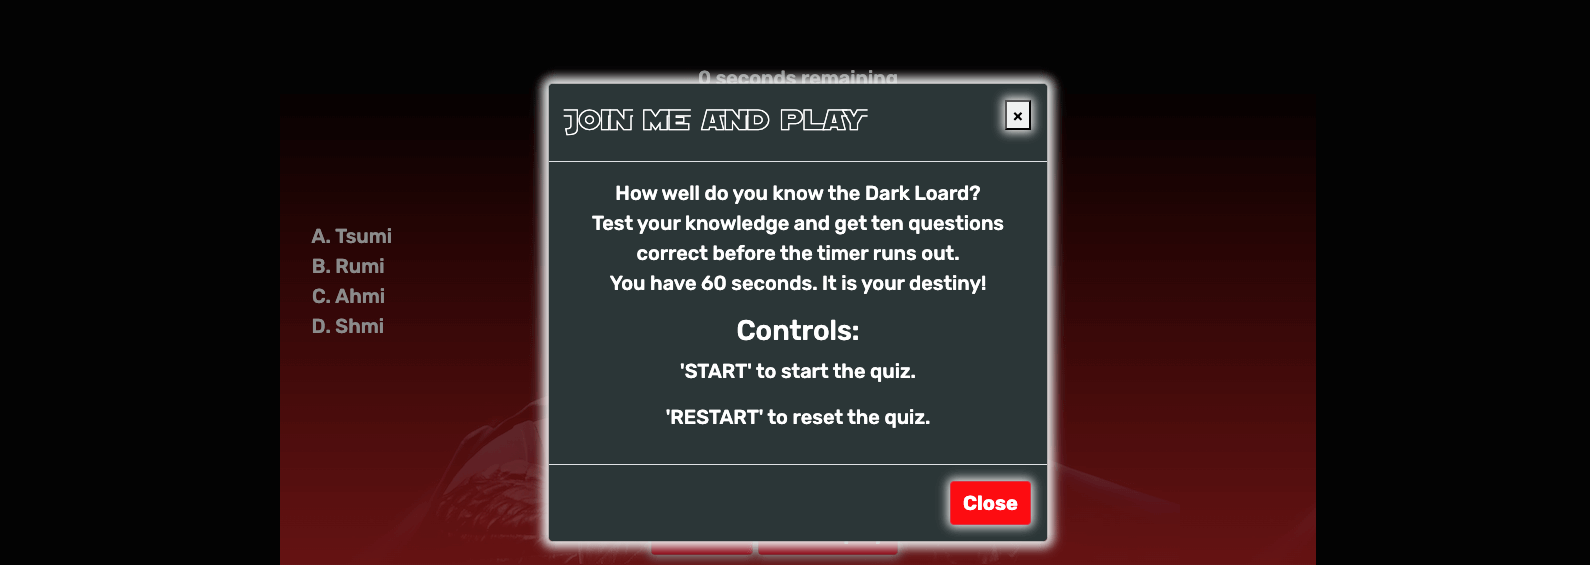 0 seconds remaining
JOIN ME AND PLAY
×
How well do you know the Dark Loard?
Test your knowledge and get ten questions
correct before the timer runs out.
You have 60 seconds. It is your destiny!
A. Tsumi
B. Rumi
C. Ahmi
D. Shmi
Controls:
'START' to start the quiz.
'RESTART' to reset the quiz.
Close